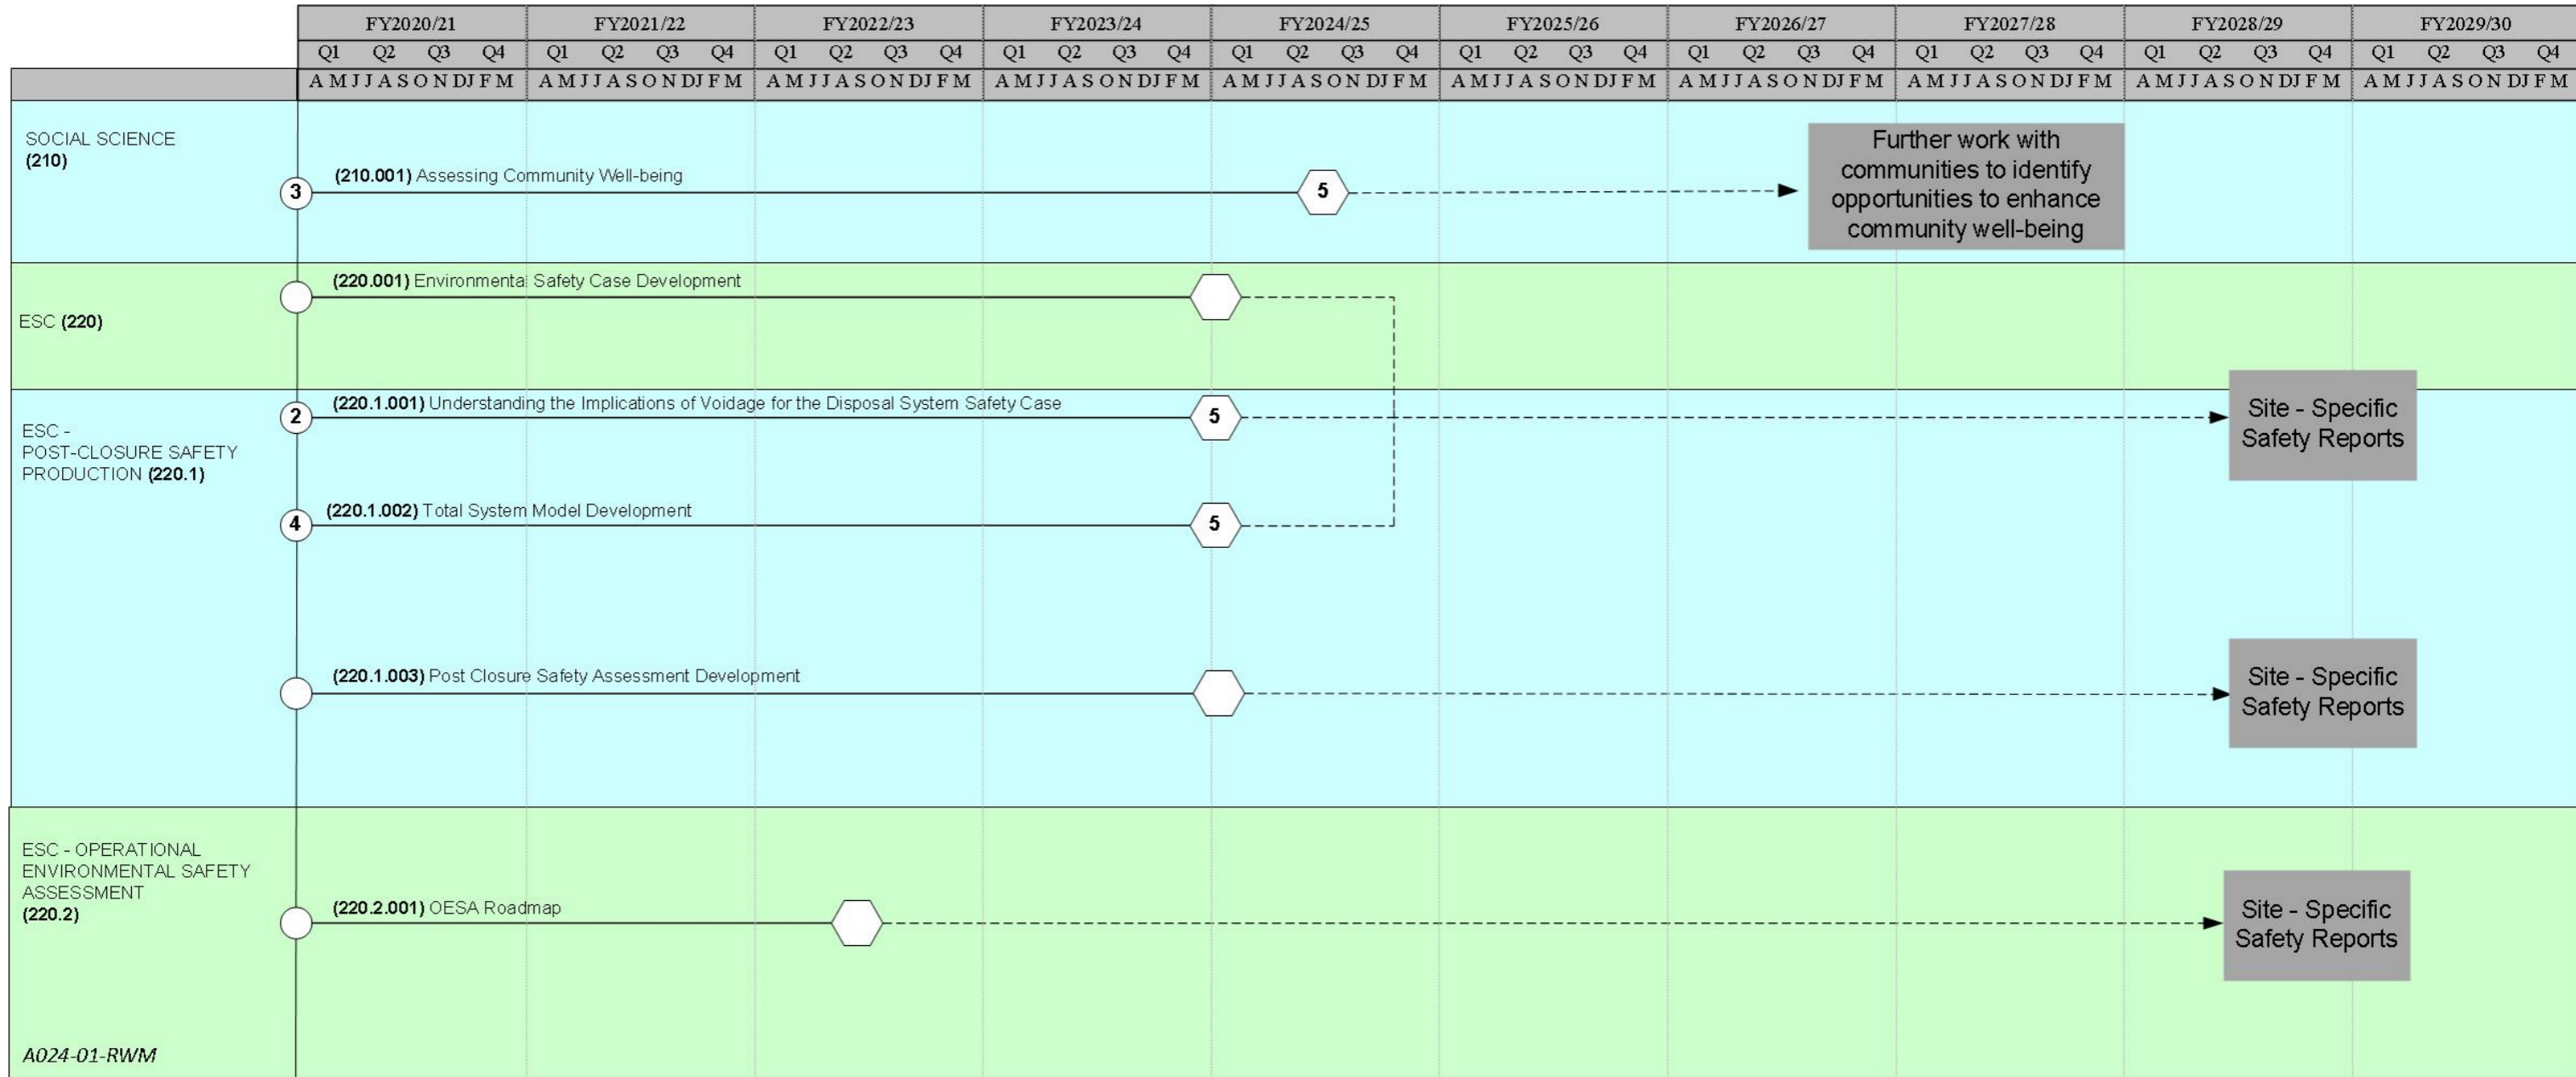 FY2020/21 FY2021/22 FY2022/23 FY2023/24 FY2024/25 FY2025/26 FY2026/27 FY2027/28 FY2028/29 FY2029/30
Q1 Q2 Q3 Q4 Q1 Q2 Q3 Q4 Q1 Q2 Q3 Q4 Q1 Q2 Q3 Q4 Q1 Q2 Q3 Q4 Q1 Q2 Q3 Q4 Q1 Q2 Q3 Q4 Q1 Q2 Q3 Q4 Q1 Q2 Q3 Q4 Q1 Q2 Q3 Q4
A M J J A S O N D J F M A M J J A S O N D J F M A M J J A S O N D J F M A M J J A S O N D J F M A M J J A S O N D J F M A M J J A S O N D J F M A M J J A S O N D J F M A M J J A S O N D J F M A M J J A S O N D J F M A M J J A S O N D J F M
SOCIAL SCIENCE
(210)
(210.001) Assessing Community Well-being
3
5
Further work with
communities to identify
opportunities to enhance
community well-being
ESC (220)
(220.001) Environmental Safety Case Development
ESC -
POST-CLOSURE SAFETY
PRODUCTION (220.1)
(220.1.001) Understanding the Implications of Voidage for the Disposal System Safety Case
2
5
Site - Specific
Safety Reports
(220.1.002) Total System Model Development
4
5
(220.1.003) Post Closure Safety Assessment Development
Site - Specific
Safety Reports
ESC - OPERATIONAL
ENVIRONMENTAL SAFETY
ASSESSMENT
(220.2)
(220.2.001) OESA Roadmap
Site - Specific
Safety Reports
A024-01-RWM